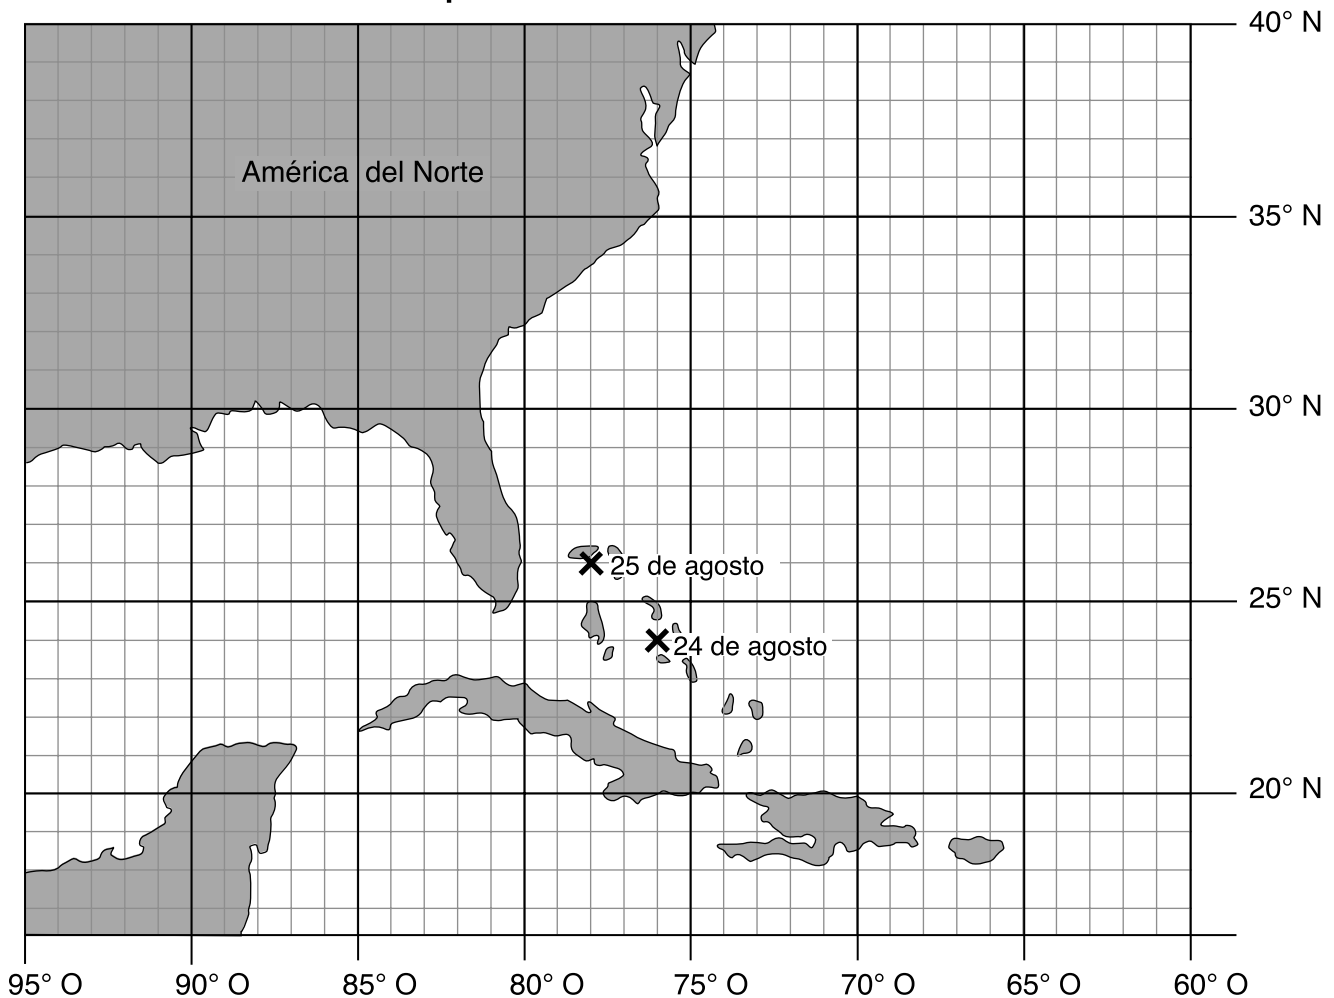 40° N
América del Norte
35° N
30° N
25 de agosto
25° N
24 de agosto
20° N
95° O 90° O 85° O 80° O 75° O 70° O 65° O 60° O